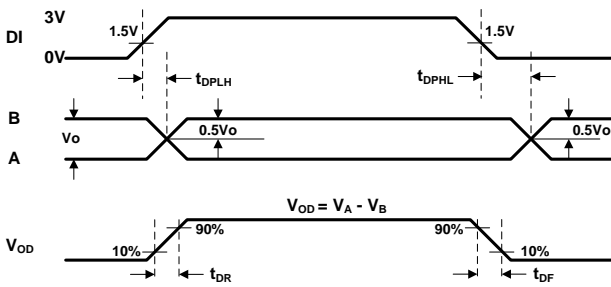 3V
DI
1.5V
1.5V
0V
tDPLH
tDPHL
B
Vo
0.5Vo
0.5Vo
A
VOD = VA - VB
VOD
90%
90%
10%
10%
tDR
tDF